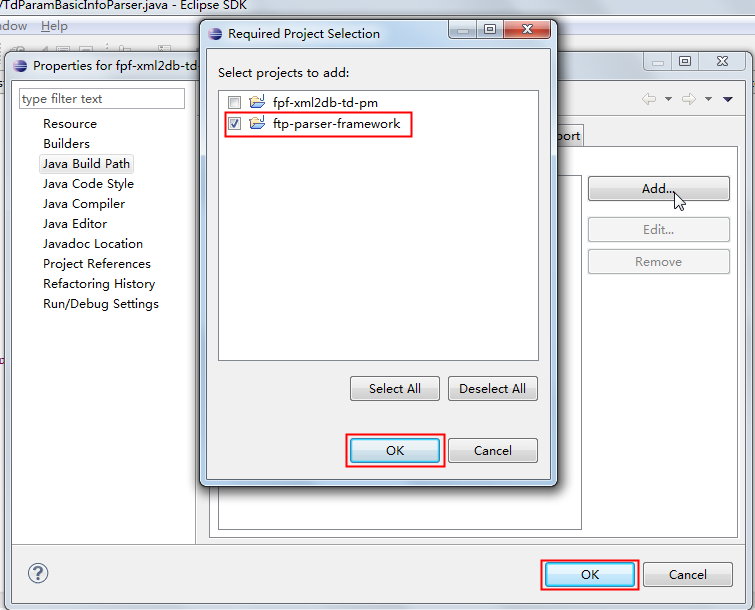 /TdParamBasicInfoParser.java - Eclipse SDK
ndow Help
Properties for fpf-xml2db-td-
Required Project Selection
Select projects to add:
fpf-xml2db-td-pm
ftp-parser-framework
type filter text
Resource
Builders
Java Build Path
Java Code Style
Java Compiler
Java Editor
Javadoc Location
Project References
Refactoring History
Run/Debug Settings
port
Add...
Edit...
Remove
Select All
Deselect All
OK
Cancel
OK
Cancel